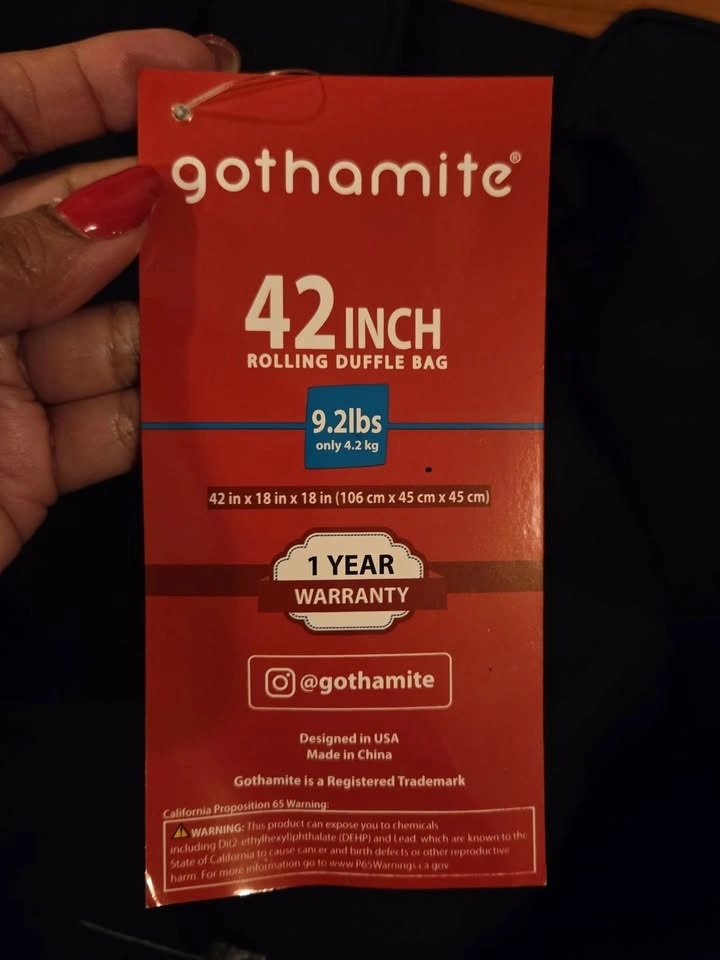 gothamite®
42 INCH
ROLLING DUFFLE BAG
9.2lbs
only 4.2 kg
42 in x 18 in x 18 in (106 cm x 45 cm x 45 cm)
1 YEAR
WARRANTY
@gothamite
Designed in USA
Made in China
Gothamite is a Registered Trademark
California Proposition 65 Warning:
WARNING: This product can expose you to chemicals
including Di(2-ethylhexyl)phthalate (DEHP) and Lead, which are known to the
State of California to cause cancer and birth defects or other reproductive
harm. For more information go to www.P65Warnings.ca.gov